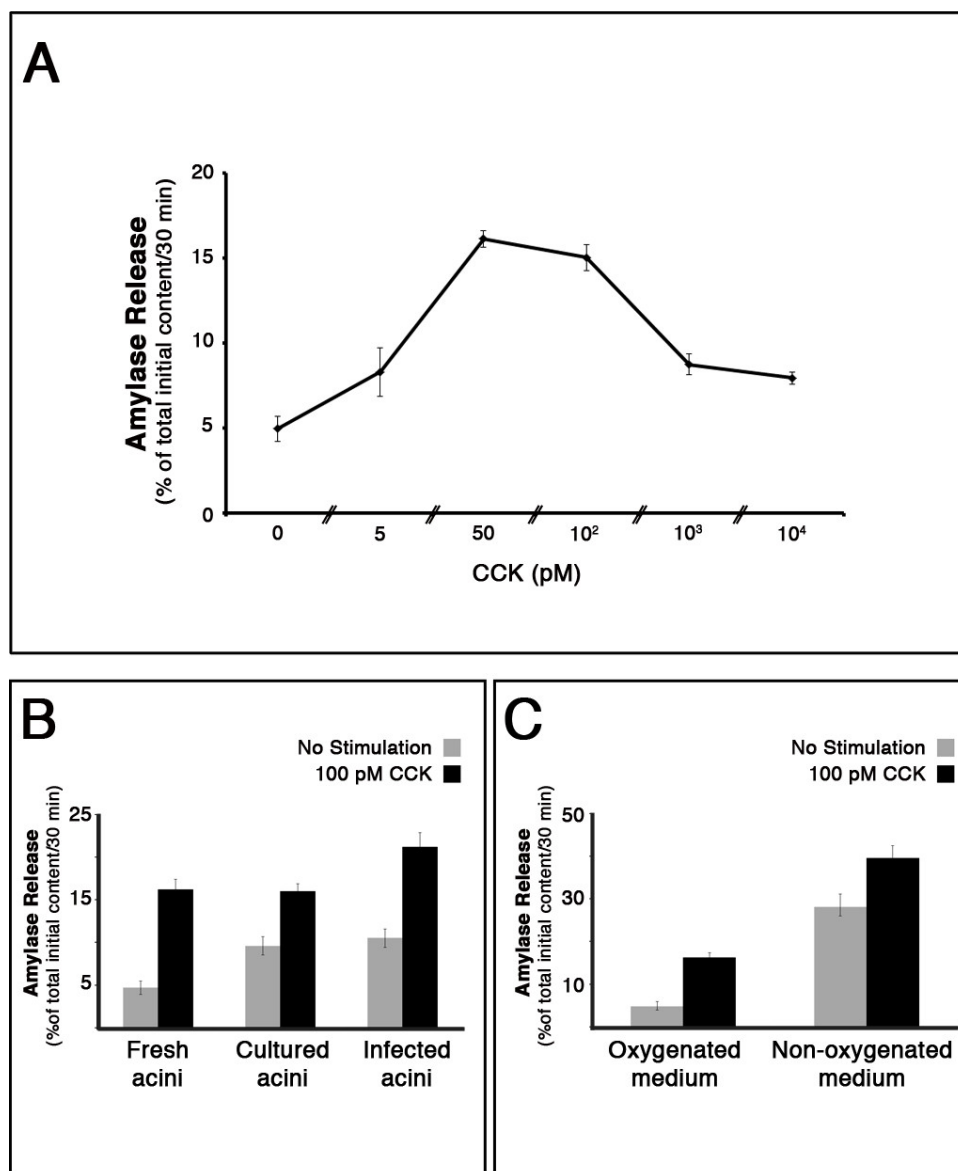 A
Amylase Release
(% of total initial content/30 min)
20
15
10
5
0
0 5 50 10² 10³ 10⁴
CCK (pM)
B
No Stimulation
100 pM CCK
Amylase Release
(%of total initial content/30 min)
25
15
5
Fresh acini
Cultured acini
Infected acini
C
No Stimulation
100 pM CCK
Amylase Release
(%of total initial content/30 min)
50
30
10
Oxygenated medium
Non-oxygenated medium